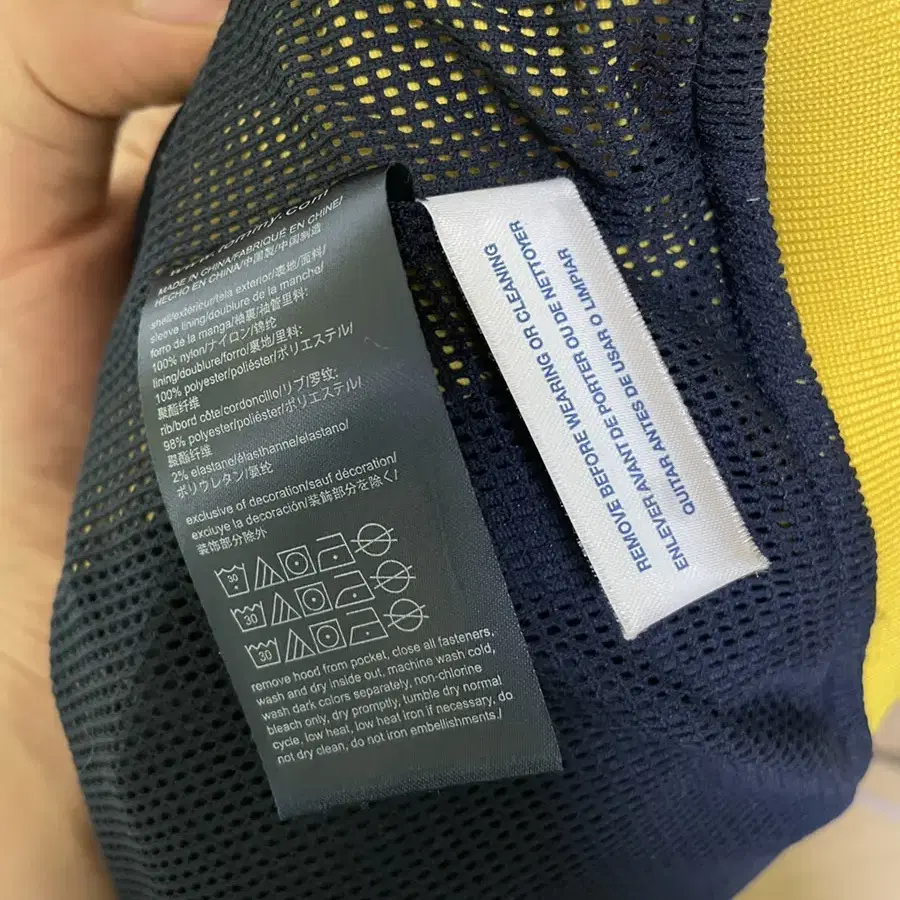 www.tommy.com
MADE IN CHINA/FABRIQUÉ EN CHINE/
HECHO EN CHINA/中国製/中国制造
shell/extérieur/tela exterior/表地/面料/
sleeve lining/doublure de la manche/
forro de la manga/袖裏/袖管里料:
100% nylon/ナイロン/锦纶
lining/doublure/forro/裏地/里料:
100% polyester/poliéster/ポリエステル/
聚酯纤维
rib/bord côte/cordoncillo/リブ/罗纹:
98% polyester/poliéster/ポリエステル/
聚酯纤维
2% elastane/élasthanne/elastano/
ポリウレタン/氨纶
exclusive of decoration/sauf décoration/
excluye la decoración/装飾部分を除く/
装饰部分除外
30
30
30
remove hood from pocket, close all fasteners,
wash and dry inside out, machine wash cold,
wash dark colors separately, non-chlorine
bleach only, dry promptly, tumble dry normal
cycle, low heat, low heat iron if necessary, do
not dry clean, do not iron embellishments./
REMOVE BEFORE WEARING OR CLEANING
ENLEVER AVANT DE PORTER OU DE NETTOYER
QUITAR ANTES DE USAR O LIMPIAR